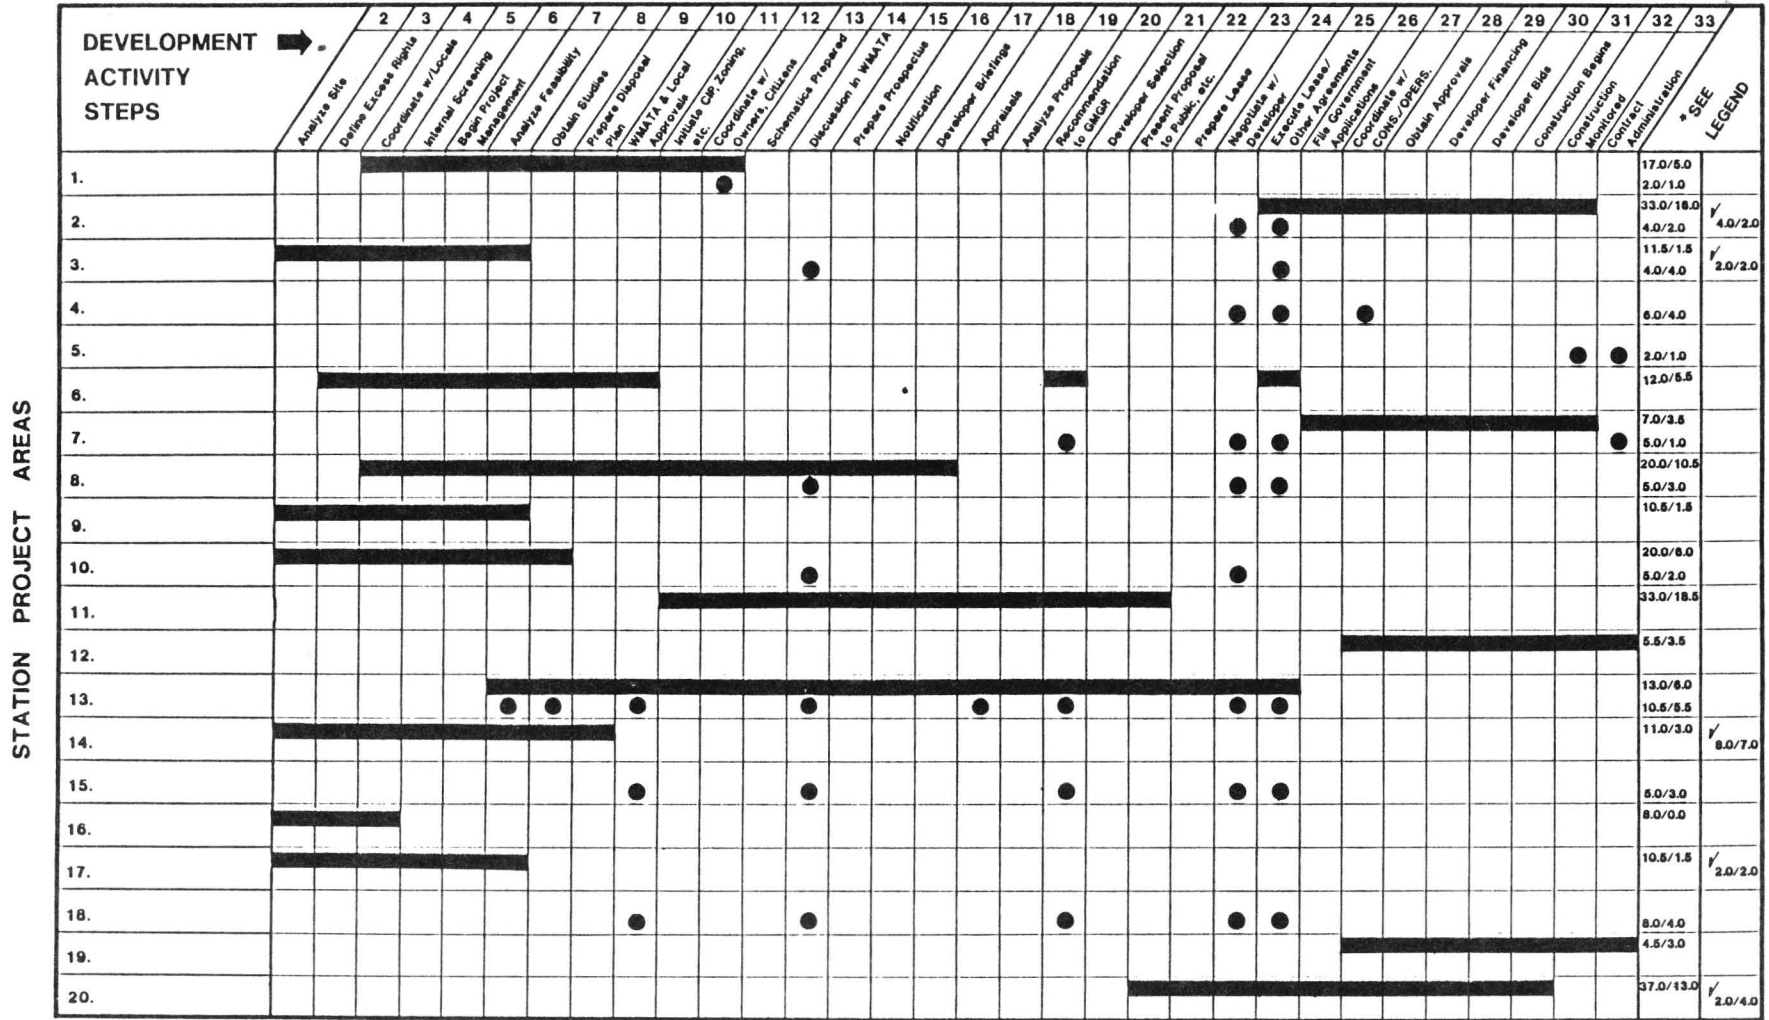 DEVELOPMENT
ACTIVITY
STEPS
2 3 4 5 6 7 8 9 10 11 12 13 14 15 16 17 18 19 20 21 22 23 24 25 26 27 28 29 30 31 32 33
Analyze Site
Define Excess Rights
Coordinate w/Locals
Internal Screening
Begin Project
Management
Analyze Feasibility
Obtain Studies
Prepare Disposal
Plan
WMATA & Local
Approvals
Initiate CIP, Zoning,
etc.
Coordinate w/
Owners, Citizens
Schematics Prepared
Discussion in WMATA
Prepare Prospectus
Notification
Developer Briefings
Appraisals
Analyze Proposals
Recomendation
to GMGR
Developer Selection
Present Proposal
to Public, etc.
Prepare Lease
Negotiate w/
Developer
Execute Lease/
Other Agreements
File Government
Applications
Coordinate w/
CONS./OPERS.
Obtain Approvals
Developer Financing
Developer Bids
Construction Begins
Construction
Monitored
Contract
Administration
*SEE
LEGEND
STATION PROJECT AREAS
1.
17.0/5.0
2.0/1.0
2.
33.0/16.0
4.0/2.0
√4.0/2.0
3.
11.5/1.5
4.0/4.0
√2.0/2.0
4.
6.0/4.0
5.
2.0/1.0
6.
12.0/5.5
7.
7.0/3.5
5.0/1.0
8.
20.0/10.5
5.0/3.0
9.
10.5/1.5
10.
20.0/6.0
5.0/2.0
11.
33.0/18.5
12.
5.5/3.5
13.
13.0/6.0
10.5/5.5
14.
11.0/3.0
√8.0/7.0
15.
5.0/3.0
16.
8.0/0.0
17.
10.5/1.5
√2.0/2.0
18.
8.0/4.0
19.
4.5/3.0
20.
37.0/13.0
√2.0/4.0